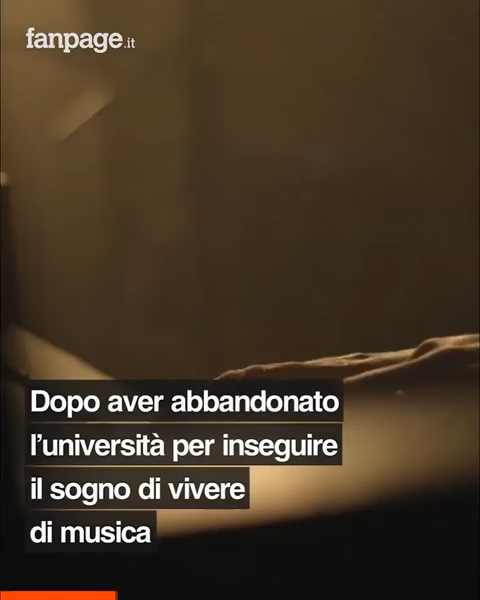 fanpage.it
Dopo aver abbandonato
l'università per inseguire
il sogno di vivere
di musica